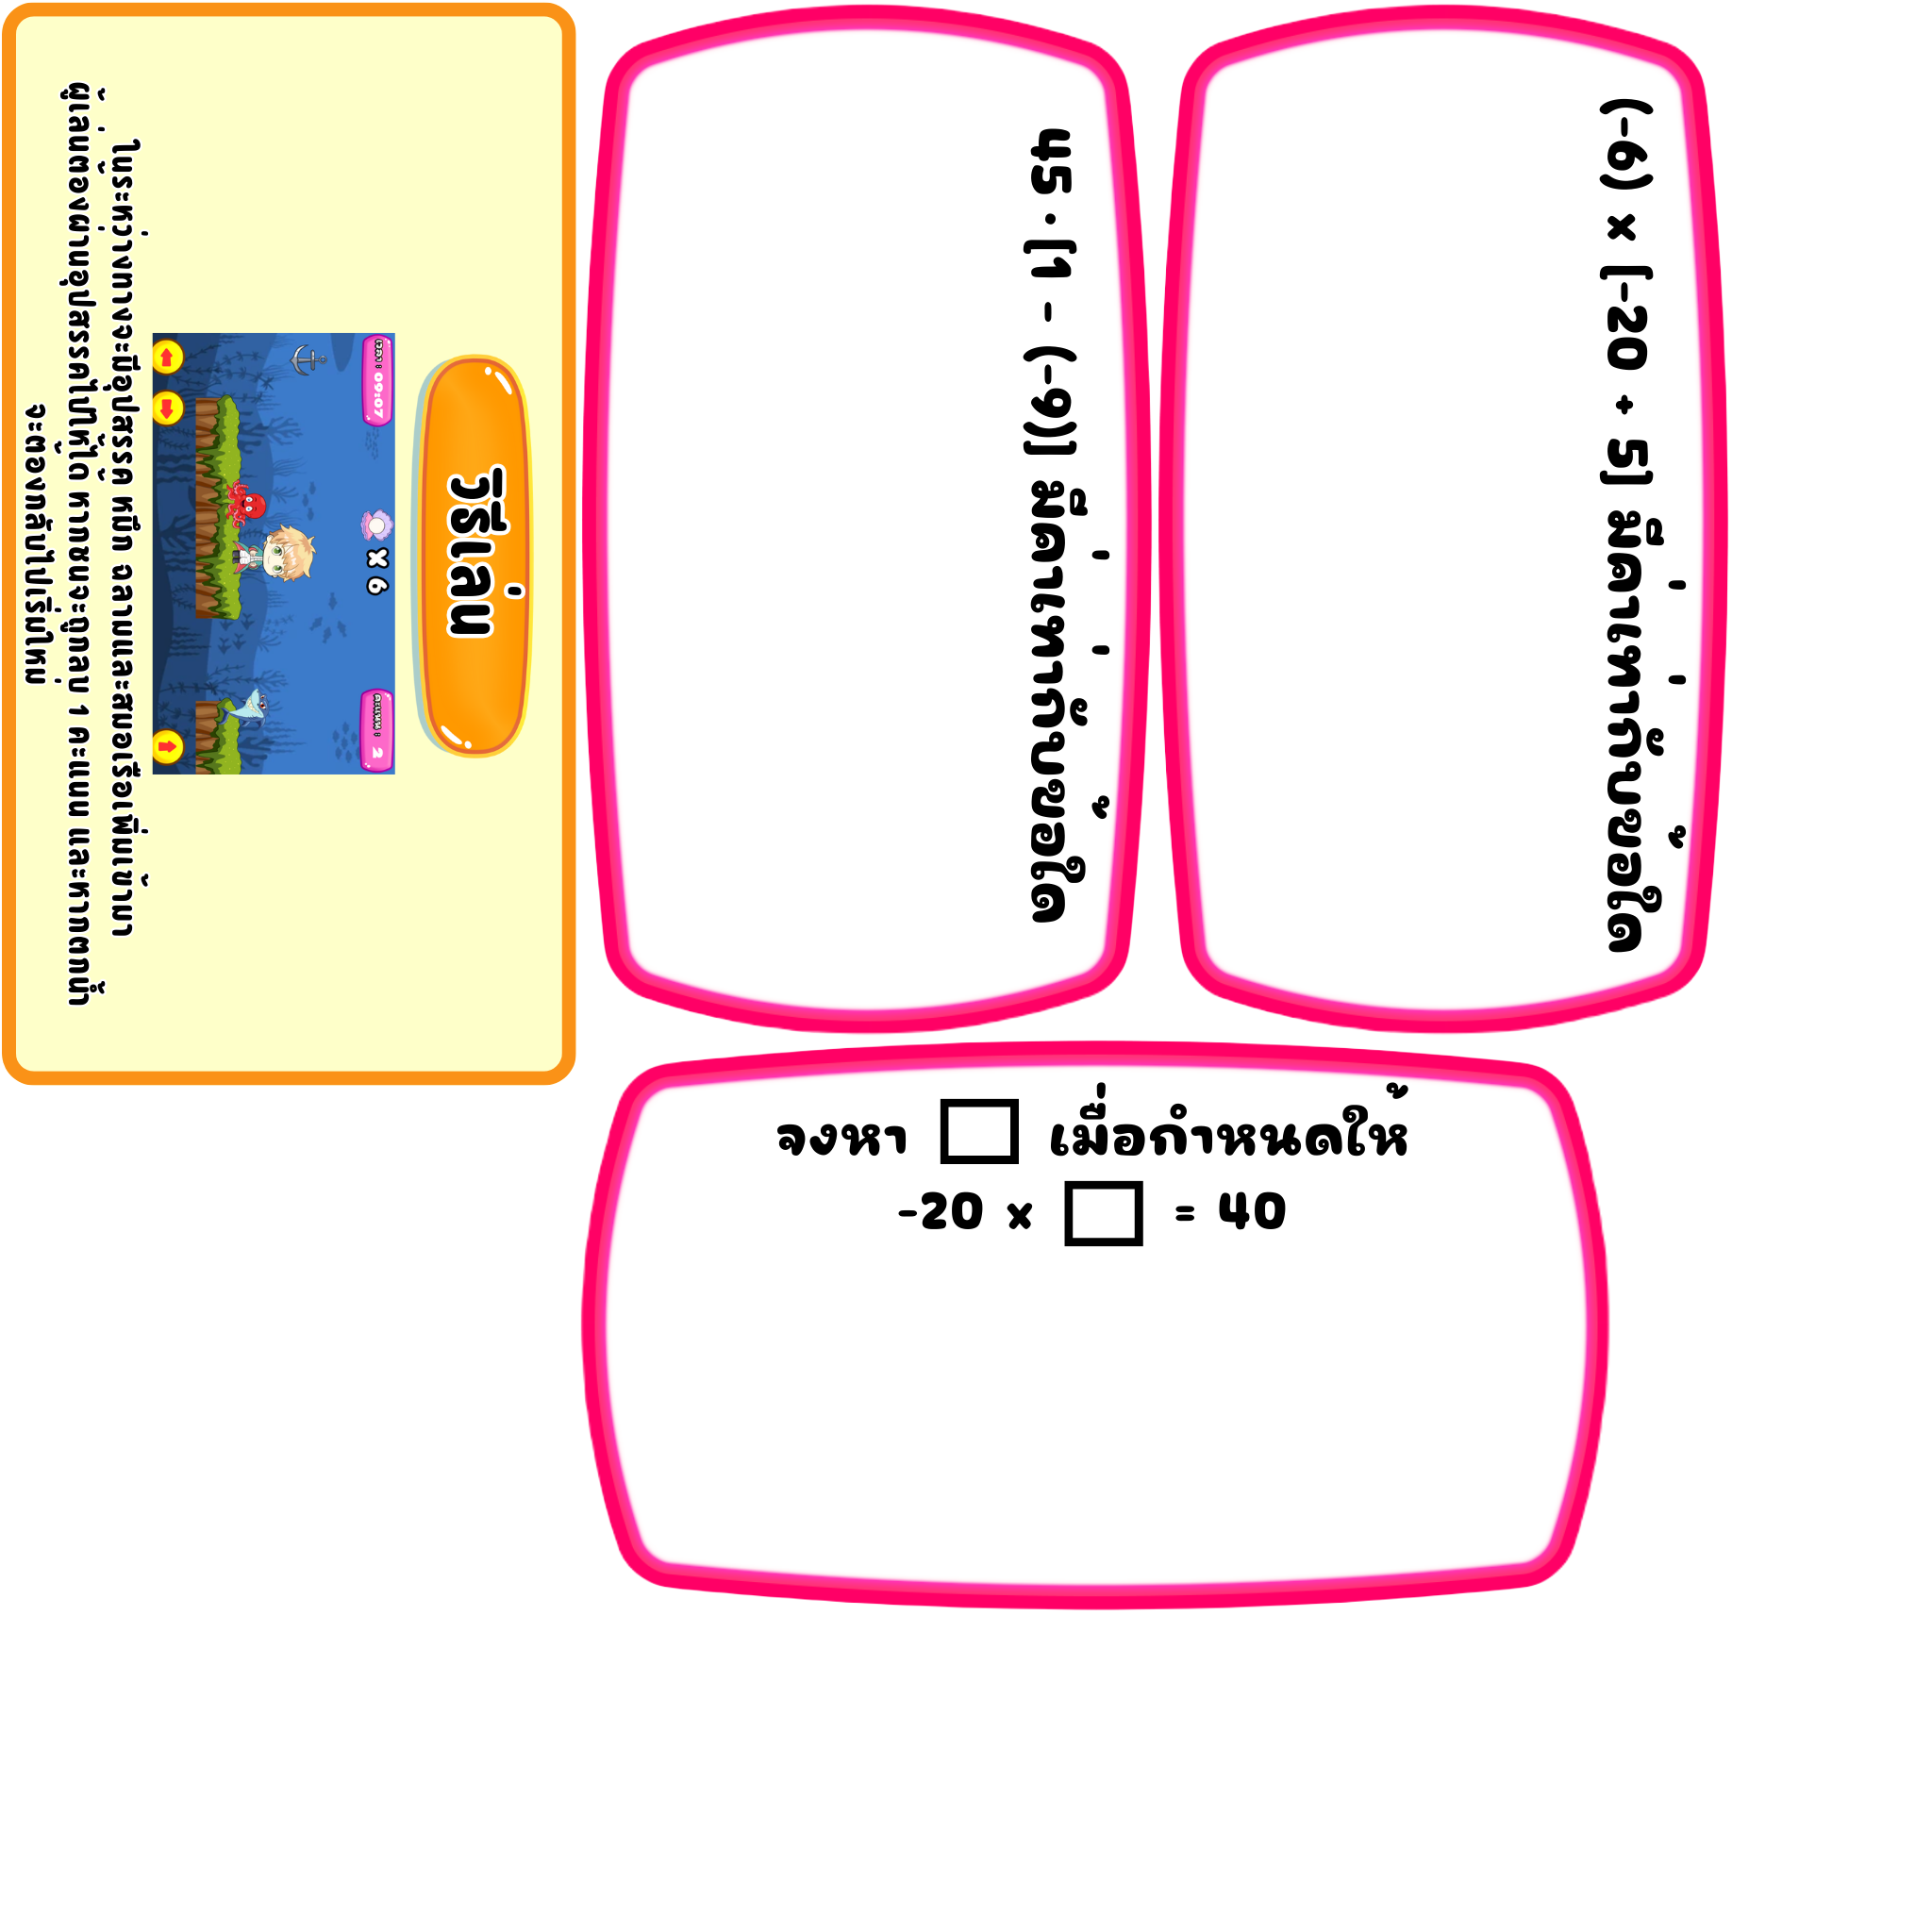 วิธีเล่น
เวลา : 09:07
x 6
คะแนน : 2
ในระหว่างทางจะมีอุปสรรค หมึก ฉลามและสมอเรือเพิ่มเข้ามา
ผู้เล่นต้องผ่านอุปสรรคไปให้ได้ หากชนจะถูกลบ 1 คะแนน และหากตกน้ำ
จะต้องกลับไปเริ่มใหม่
45 · [1 - (-9)] มีค่าเท่ากับข้อใด
(-6) x [-20 + 5] มีค่าเท่ากับข้อใด
จงหา เมื่อกำหนดให้
-20 x = 40